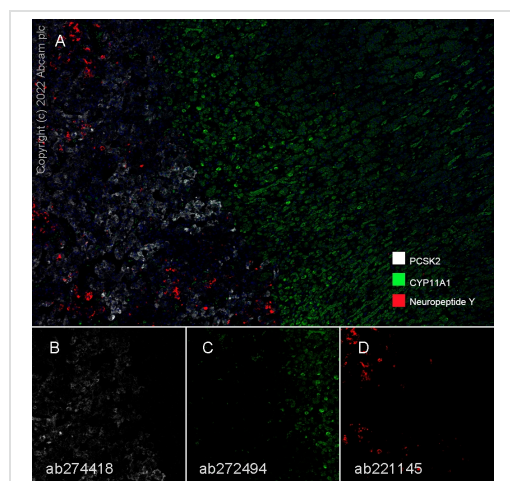 A
Copyright (c) 2022 Abcam plc
PCSK2
CYP11A1
Neuropeptide Y
B
ab274418
C
ab272494
D
ab221145